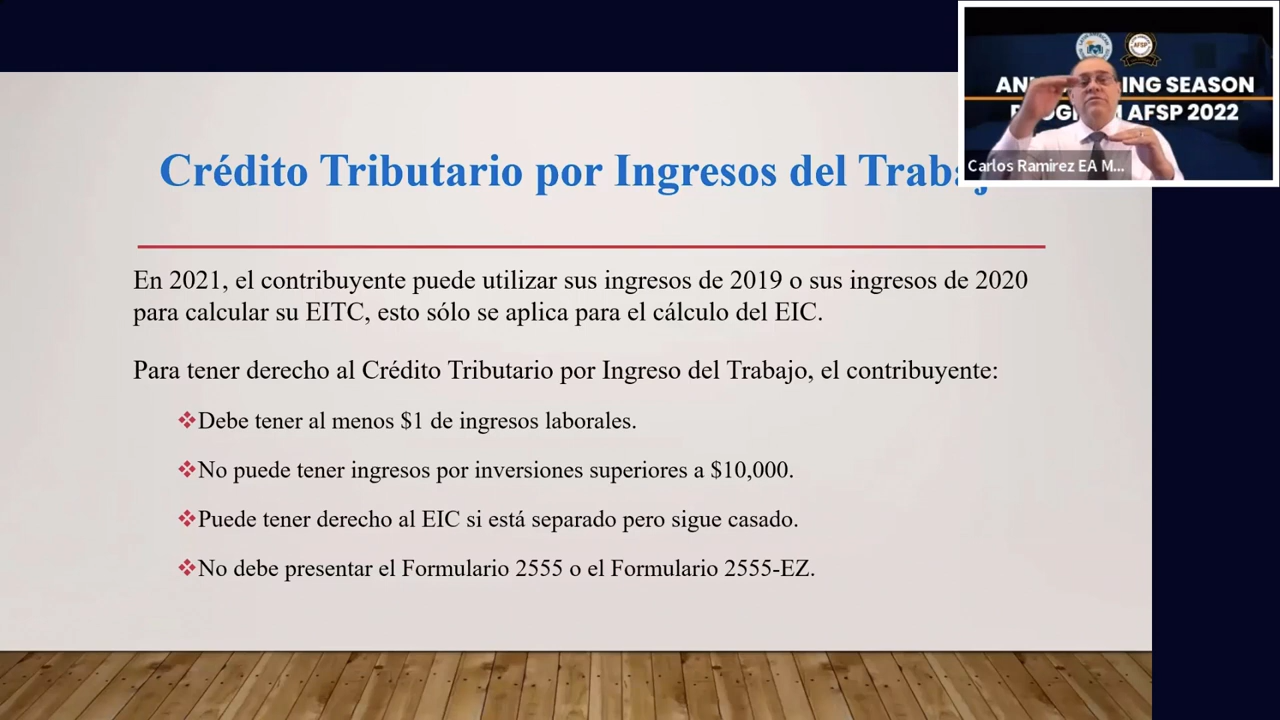 Crédito Tributario por Ingresos del
En 2021, el contribuyente puede utilizar sus ingresos de 2019 o sus ingresos de 2020
para calcular su EITC, esto sólo se aplica para el cálculo del EIC.
Para tener derecho al Crédito Tributario por Ingreso del Trabajo, el contribuyente:
❖Debe tener al menos $1 de ingresos laborales.
❖No puede tener ingresos por inversiones superiores a $10,000.
❖Puede tener derecho al EIC si está separado pero sigue casado.
❖No debe presentar el Formulario 2555 o el Formulario 2555-EZ.
AFSP
SEASON
AFSP 2022
Carlos Ramirez EA M...